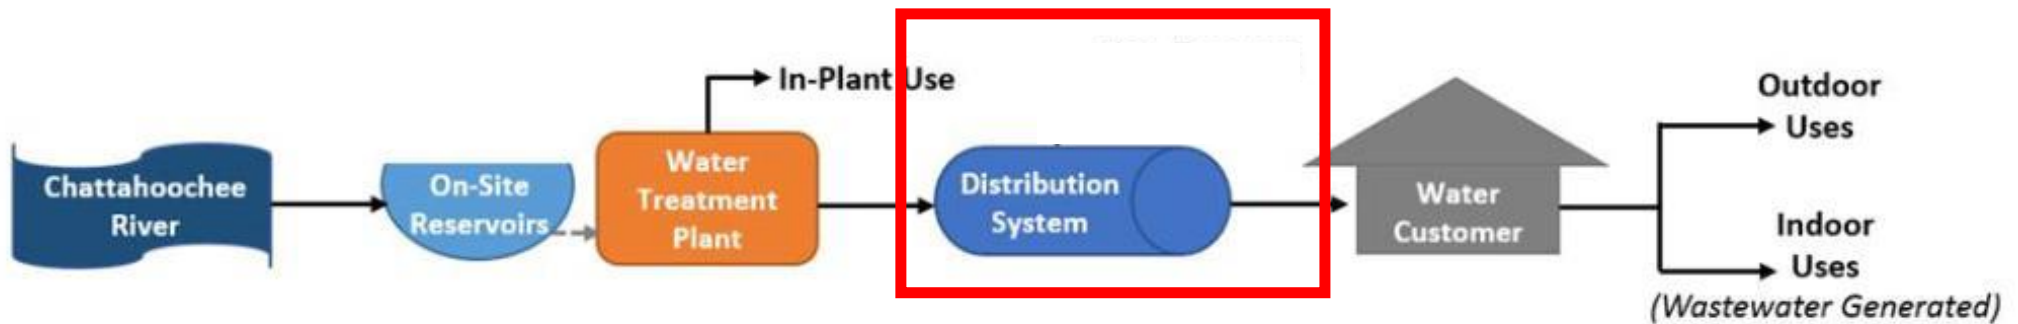 Chattahoochee
River
On-Site
Reservoirs
In-Plant Use
Water
Treatment
Plant
Distribution
System
Water
Customer
Outdoor
Uses
Indoor
Uses
(Wastewater Generated)